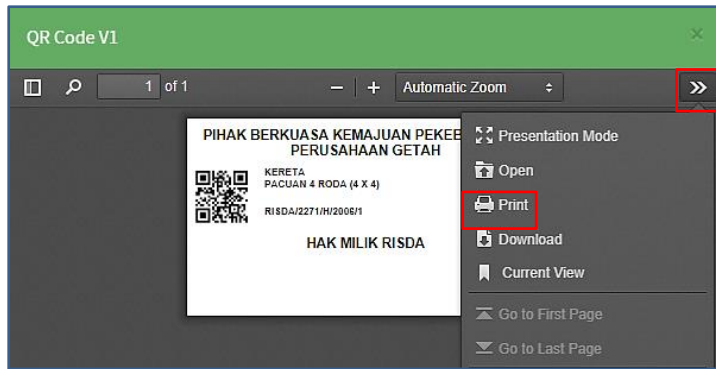 QR Code V1
1 of 1
Automatic Zoom
PIHAK BERKUASA KEMAJUAN PEKEB
PERUSAHAAN GETAH
KERETA
PACUAN 4 RODA (4 X 4)
RISDA/2271/H/2006/1
HAK MILIK RISDA
Presentation Mode
Open
Print
Download
Current View
Go to First Page
Go to Last Page